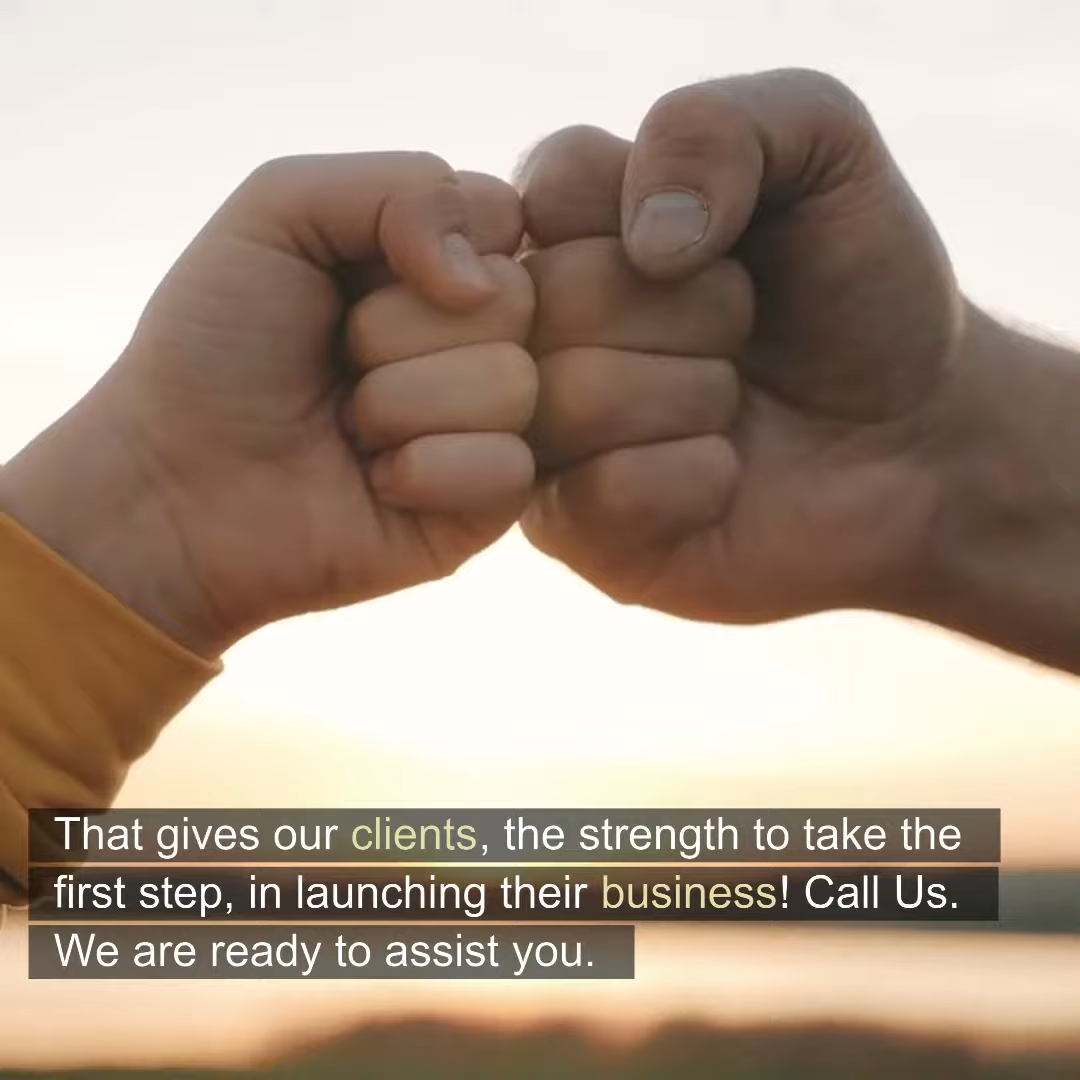 That gives our clients, the strength to take the
first step, in launching their business! Call Us.
We are ready to assist you.